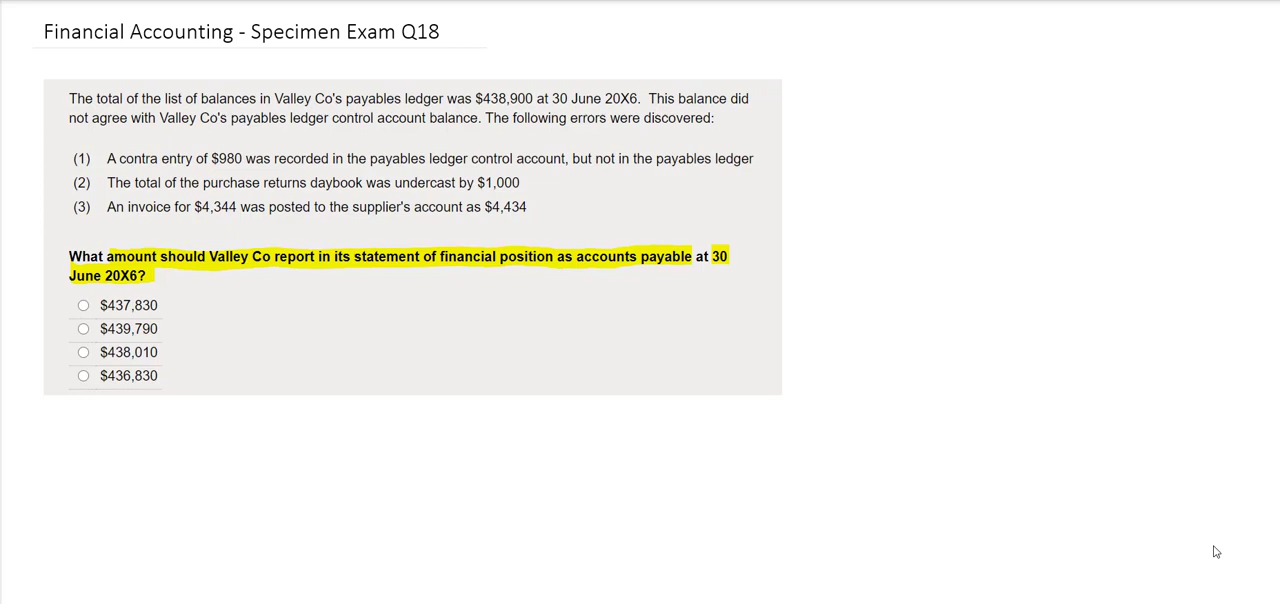 Financial Accounting - Specimen Exam Q18
The total of the list of balances in Valley Co's payables ledger was $438,900 at 30 June 20X6. This balance did
not agree with Valley Co's payables ledger control account balance. The following errors were discovered:
(1) A contra entry of $980 was recorded in the payables ledger control account, but not in the payables ledger
(2) The total of the purchase returns daybook was undercast by $1,000
(3) An invoice for $4,344 was posted to the supplier's account as $4,434
What amount should Valley Co report in its statement of financial position as accounts payable at 30
June 20X6?
$437,830
$439,790
$438,010
$436,830